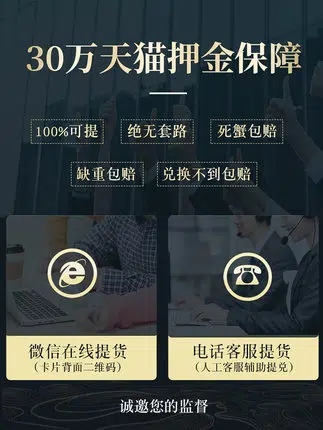 30万天猫押金保障
100%可提 绝无套路 死蟹包赔
缺重包赔 兑换不到包赔
微信在线提货
（卡片背面二维码）
电话客服提货
（人工客服辅助提兑）
诚邀您的监督